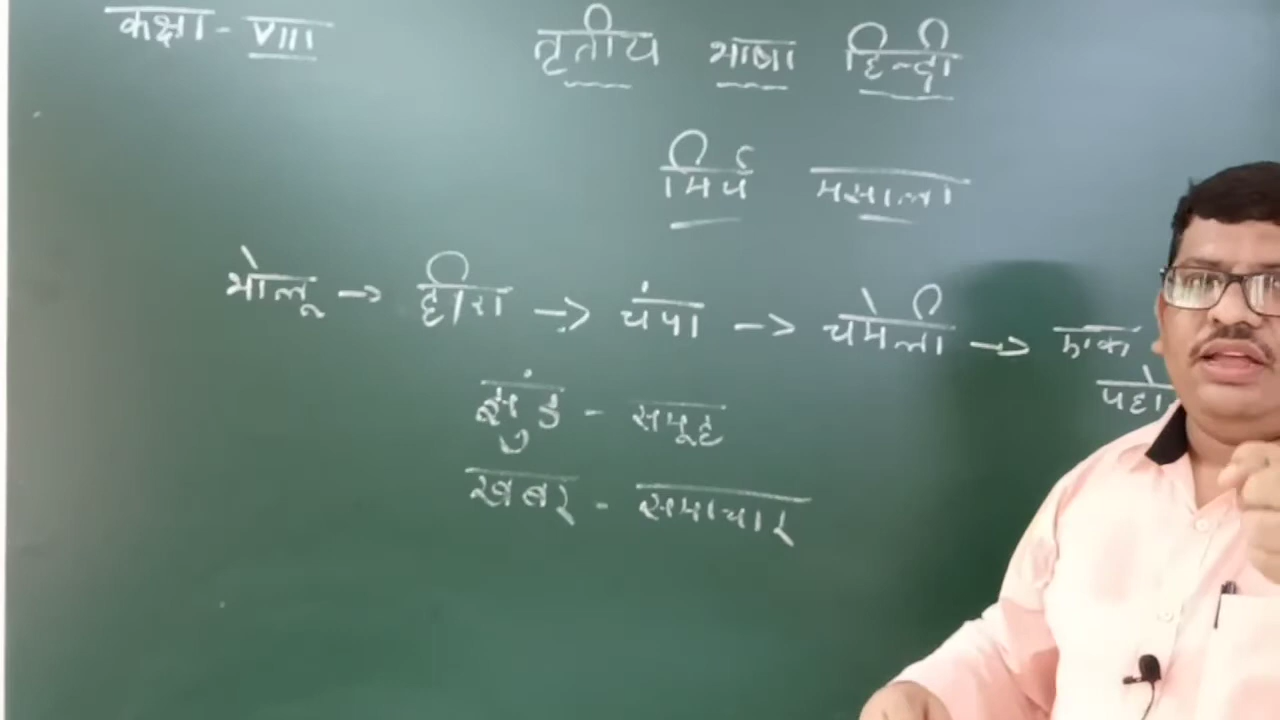 कक्षा - VIII
तृतीय भाषा हिन्दी
मिर्च मसाला
भोलू → हीरा → चंपा → चमेली →
झुंड - समूह
खबर - समाचार